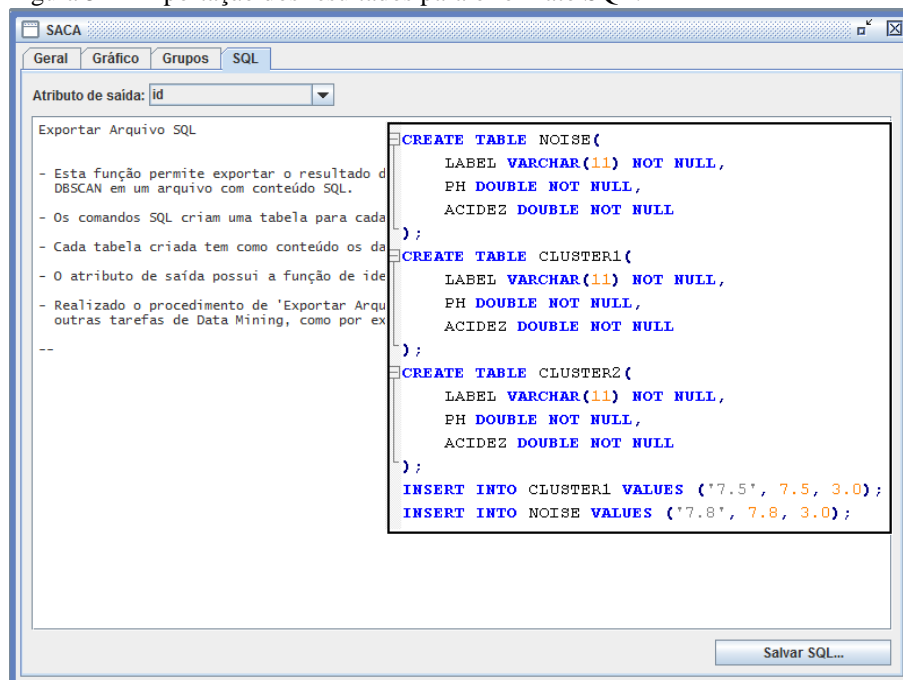 SACA
Geral Gráfico Grupos SQL
Atributo de saída: id
Exportar Arquivo SQL
- Esta função permite exportar o resultado d
DBSCAN em um arquivo com conteúdo SQL.
- Os comandos SQL criam uma tabela para cada
- Cada tabela criada tem como conteúdo os da
- O atributo de saída possui a função de ide
- Realizado o procedimento de 'Exportar Arqu
outras tarefas de Data Mining, como por ex
--
CREATE TABLE NOISE(
LABEL VARCHAR(11) NOT NULL,
PH DOUBLE NOT NULL,
ACIDEZ DOUBLE NOT NULL
);
CREATE TABLE CLUSTER1(
LABEL VARCHAR(11) NOT NULL,
PH DOUBLE NOT NULL,
ACIDEZ DOUBLE NOT NULL
);
CREATE TABLE CLUSTER2(
LABEL VARCHAR(11) NOT NULL,
PH DOUBLE NOT NULL,
ACIDEZ DOUBLE NOT NULL
);
INSERT INTO CLUSTER1 VALUES ('7.5', 7.5, 3.0);
INSERT INTO NOISE VALUES ('7.8', 7.8, 3.0);
Salvar SQL...